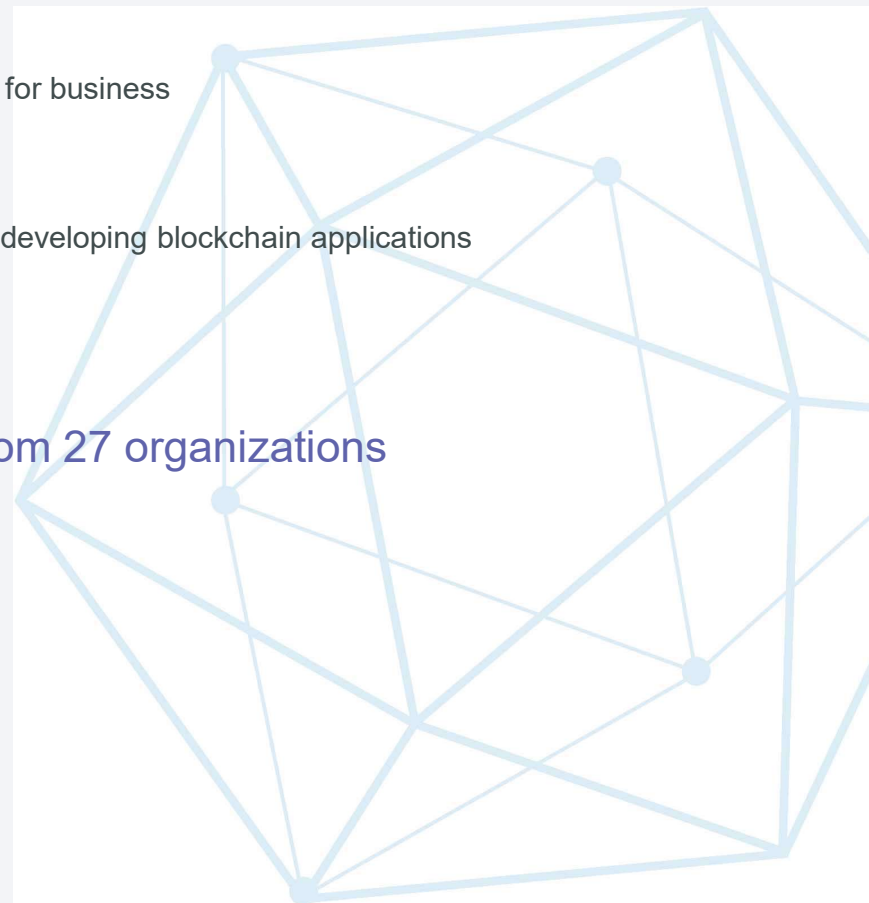 for business
developing blockchain applications
om 27 organizations